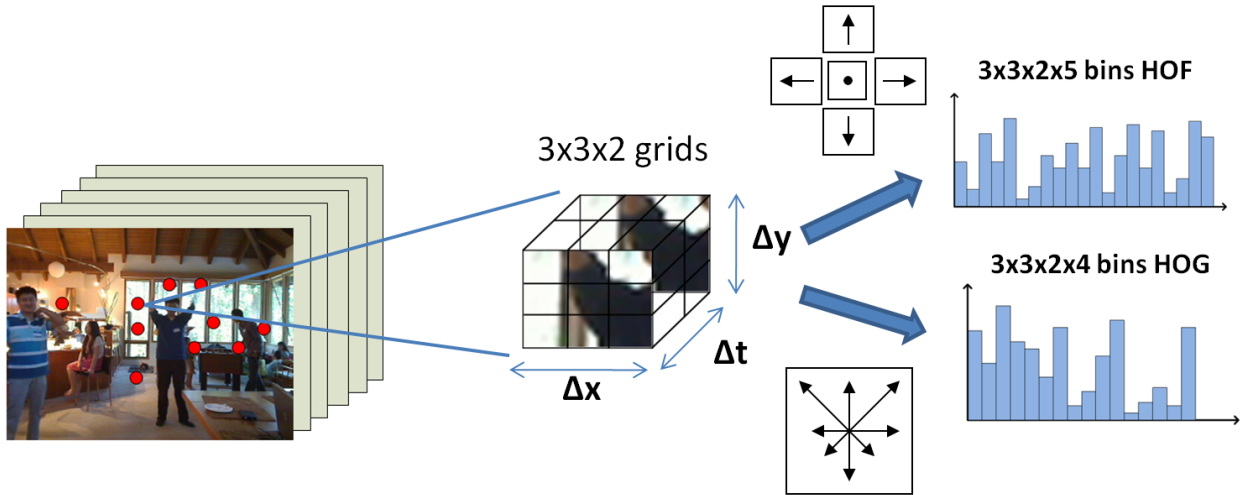 3x3x2 grids
Δx
Δy
Δt
3x3x2x5 bins HOF
3x3x2x4 bins HOG